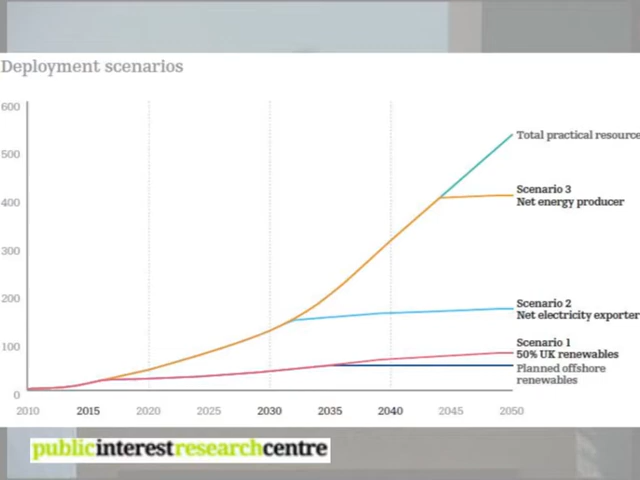 Deployment scenarios
600
500
400
300
200
100
0
Total practical resource
Scenario 3
Net energy producer
Scenario 2
Net electricity exporter
Scenario 1
50% UK renewables
Planned offshore
renewables
2010 2015 2020 2025 2030 2035 2040 2045 2050
publicinterestresearchcentre